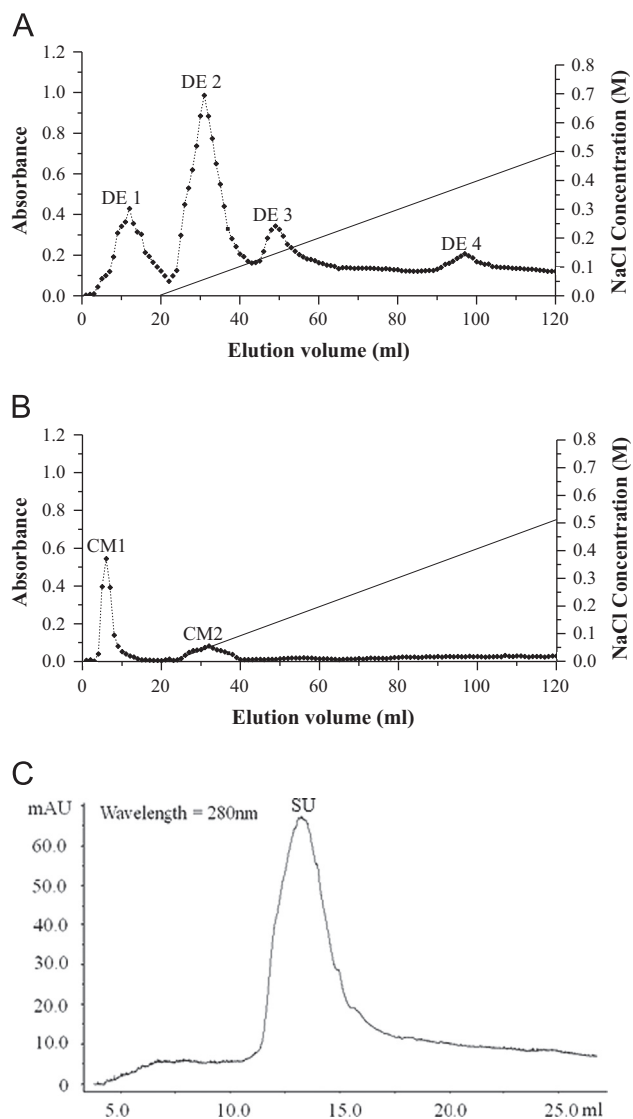 A
1.2
1.0
0.8
0.6
0.4
0.2
0.0
Absorbance
DE 1
DE 2
DE 3
DE 4
0.8
0.7
0.6
0.5
0.4
0.3
0.2
0.1
0.0
NaCl Concentration (M)
0 20 40 60 80 100 120
Elution volume (ml)
B
1.2
1.0
0.8
0.6
0.4
0.2
0.0
Absorbance
CM1
CM2
0.8
0.7
0.6
0.5
0.4
0.3
0.2
0.1
0.0
NaCl Concentration (M)
0 20 40 60 80 100 120
Elution volume (ml)
C
mAU
Wavelength = 280nm
SU
60.0
50.0
40.0
30.0
20.0
10.0
0
5.0 10.0 15.0 20.0 25.0 ml